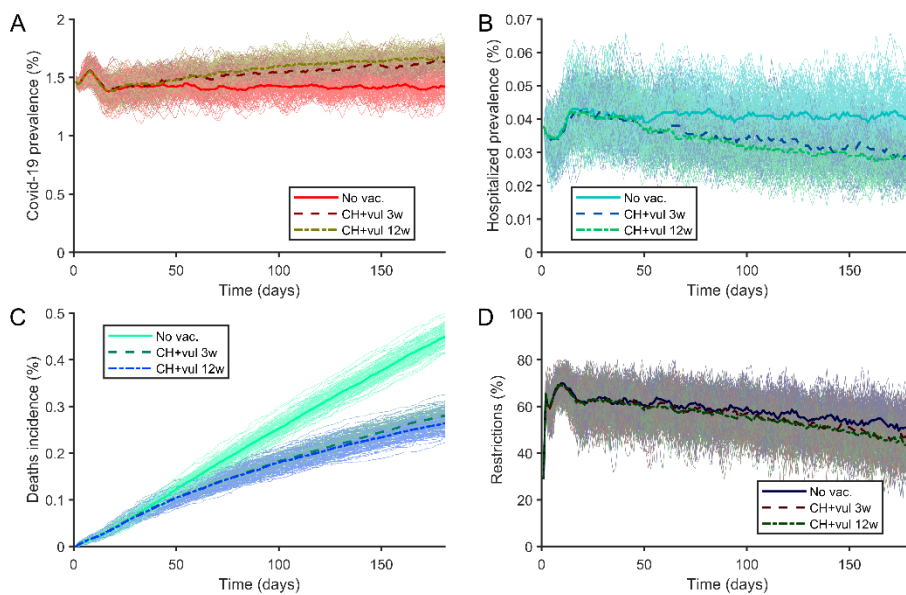 A
Covid-19 prevalence (%)
2
1.5
1
0.5
0
No vac.
CH+vul 3w
CH+vul 12w
0
50
100
150
Time (days)
B
Hospitalized prevalence (%)
0.07
0.06
0.05
0.04
0.03
0.02
0.01
No vac.
CH+vul 3w
CH+vul 12w
0
50
100
150
Time (days)
C
Deaths incidence (%)
0.5
0.4
0.3
0.2
0.1
0
No vac.
CH+vul 3w
CH+vul 12w
0
50
100
150
Time (days)
D
Restrictions (%)
100
80
60
40
20
0
No vac.
CH+vul 3w
CH+vul 12w
0
50
100
150
Time (days)